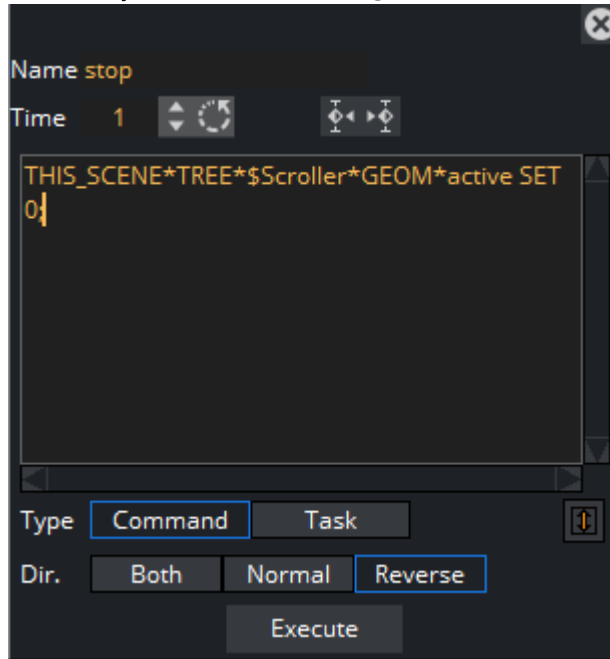 Name stop
Time 1
THIS_SCENE*TREE*$Scroller*GEOM*active SET
0;
Type Command Task
Dir. Both Normal Reverse
Execute